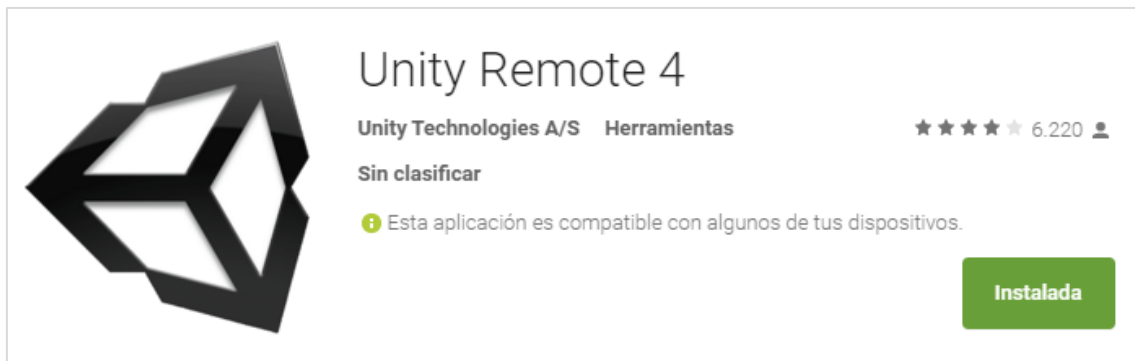 Unity Remote 4
Unity Technologies A/S Herramientas 6.220
Sin clasificar
Esta aplicación es compatible con algunos de tus dispositivos.
Instalada